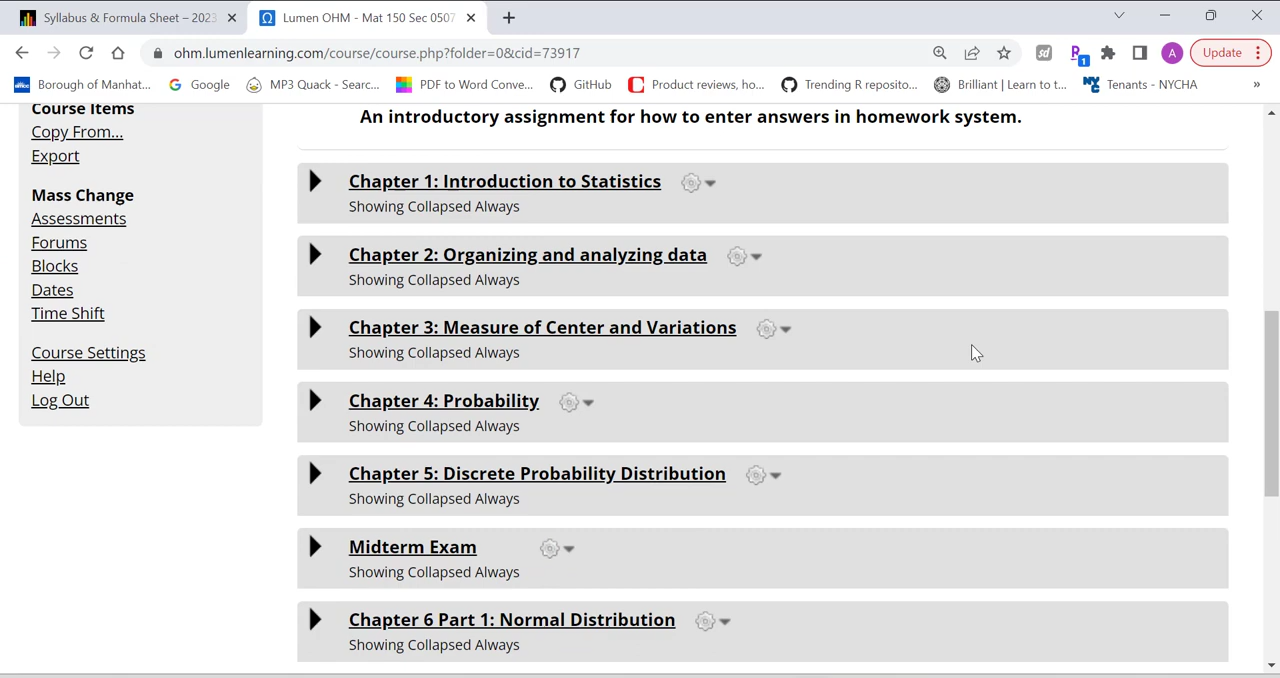 Syllabus & Formula Sheet – 2023
Lumen OHM - Mat 150 Sec 0507
ohm.lumenlearning.com/course/course.php?folder=0&cid=73917
sd
R
1
A
Update
Borough of Manhat...
Google
MP3 Quack - Searc...
PDF to Word Conve...
GitHub
Product reviews, ho...
Trending R reposito...
Brilliant | Learn to t...
Tenants - NYCHA
»
Course Items
Copy From...
Export
Mass Change
Assessments
Forums
Blocks
Dates
Time Shift
Course Settings
Help
Log Out
An introductory assignment for how to enter answers in homework system.
Chapter 1: Introduction to Statistics
Showing Collapsed Always
Chapter 2: Organizing and analyzing data
Showing Collapsed Always
Chapter 3: Measure of Center and Variations
Showing Collapsed Always
Chapter 4: Probability
Showing Collapsed Always
Chapter 5: Discrete Probability Distribution
Showing Collapsed Always
Midterm Exam
Showing Collapsed Always
Chapter 6 Part 1: Normal Distribution
Showing Collapsed Always